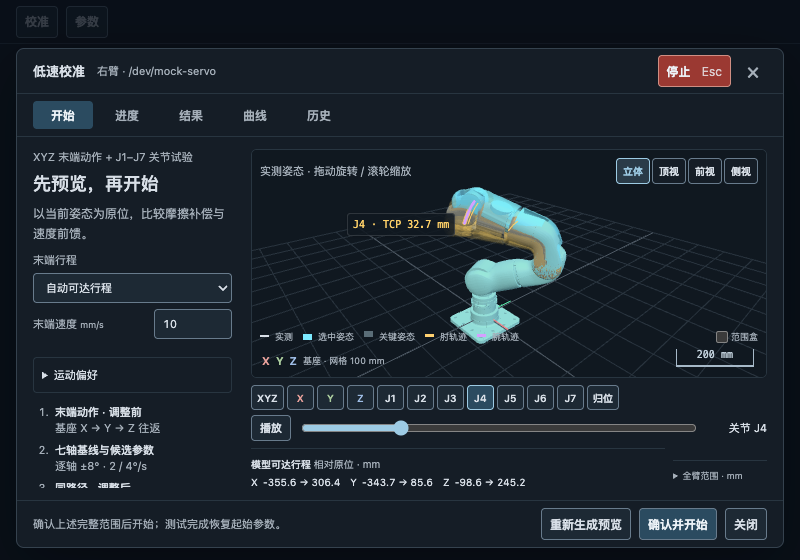 校准 参数
低速校准 右臂 · /dev/mock-servo 停止 Esc ×
开始 进度 结果 曲线 历史
XYZ 末端动作 + J1–J7 关节试验
先预览，再开始
以当前姿态为原位，比较摩擦补偿与
速度前馈。
末端行程
自动可达行程
末端速度 mm/s 10
运动偏好
1. 末端动作 · 调整前
基座 X → Y → Z 往返
2. 七轴基线与候选参数
逐轴 ±8° · 2 / 4°/s
实测姿态 · 拖动旋转 / 滚轮缩放
立体 顶视 前视 侧视
J4 · TCP 32.7 mm
实测 选中姿态 关键姿态 肘轨迹 腕轨迹
范围盒
X Y Z 基座 · 网格 100 mm
200 mm
XYZ X Y Z J1 J2 J3 J4 J5 J6 J7 归位
播放 关节 J4
模型可达行程 相对原位 · mm
X -355.6 → 306.4 Y -343.7 → 85.6 Z -98.6 → 245.2
全臂范围 · mm
确认上述完整范围后开始；测试完成恢复起始参数。
重新生成预览 确认并开始 关闭